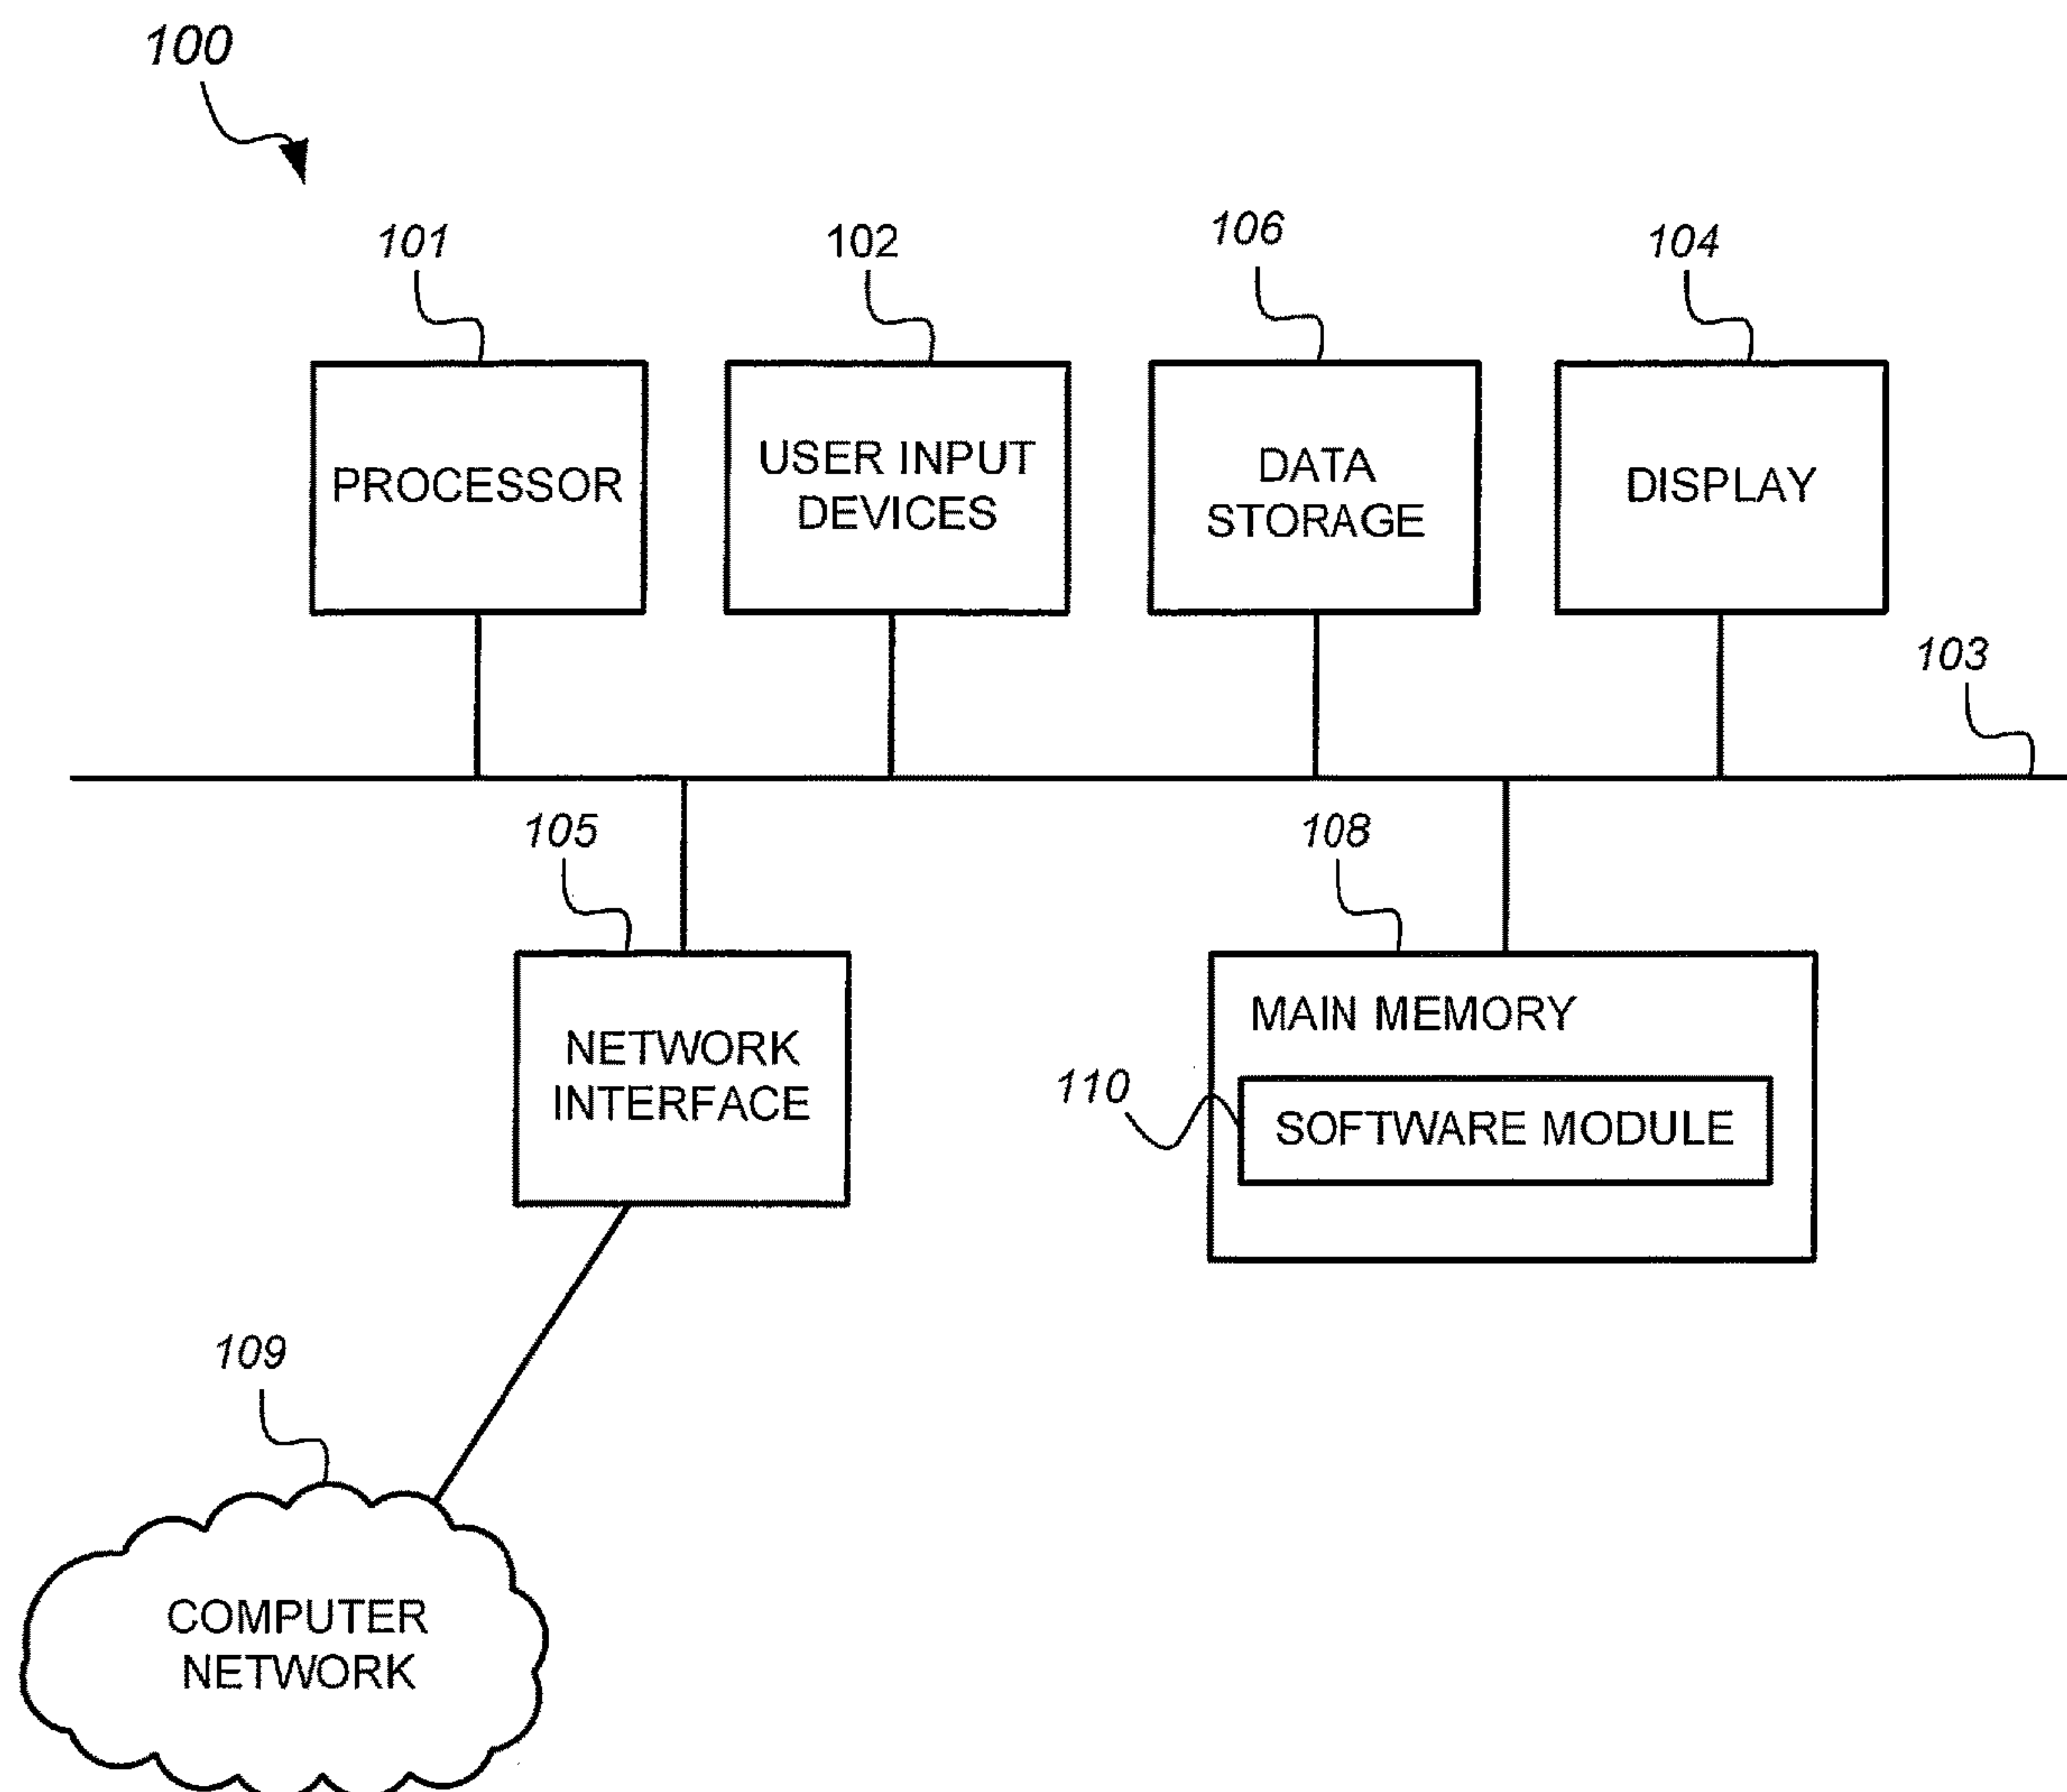 100
101
102
106
104
PROCESSOR
USER INPUT
DEVICES
DATA
STORAGE
DISPLAY
103
105
108
NETWORK
INTERFACE
MAIN MEMORY
110
SOFTWARE MODULE
109
COMPUTER
NETWORK